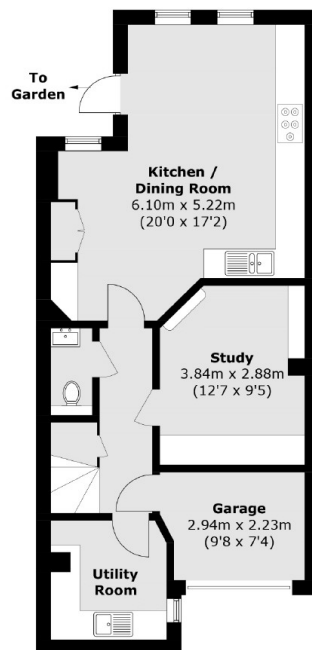 To
Garden
Kitchen /
Dining Room
6.10m x 5.22m
(20'0 x 17'2)
Study
3.84m x 2.88m
(12'7 x 9'5)
Garage
2.94m x 2.23m
(9'8 x 7'4)
Utility
Room